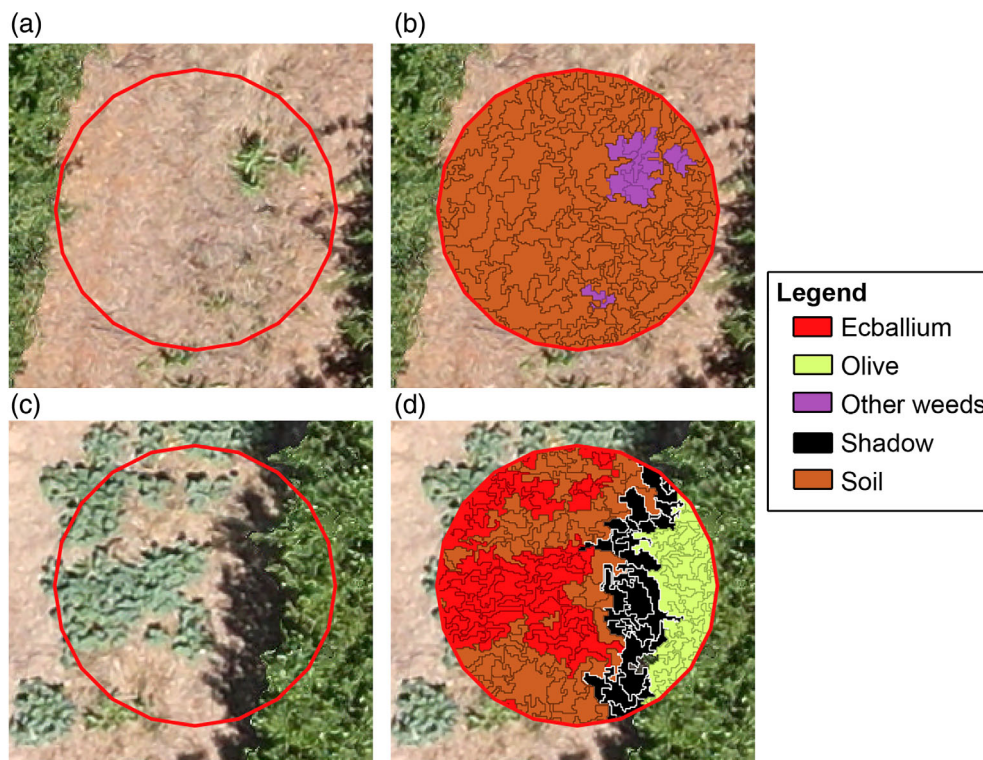 (a)
(b)
Legend
Ecballium
Olive
Other weeds
Shadow
Soil
(c)
(d)